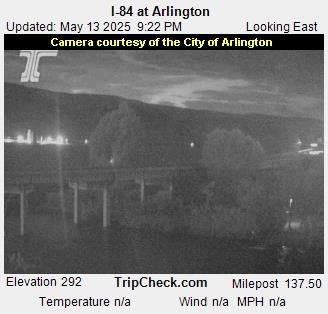 I-84 at Arlington
Updated: May 13 2025 9:22 PM Looking East
Camera courtesy of the City of Arlington
Elevation 292 TripCheck.com Milepost 137.50
Temperature n/a Wind n/a MPH n/a